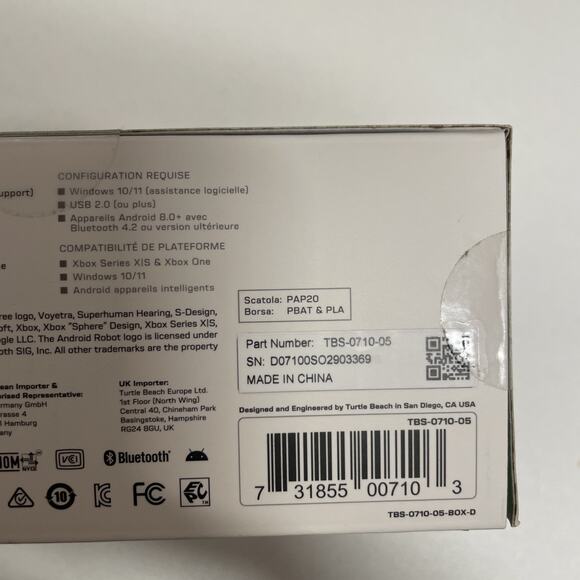 CONFIGURATION REQUISE
Windows 10/11 (assistance logicielle)
USB 2.0 (ou plus)
Appareils Android 8.0+ avec
Bluetooth 4.2 ou version ultérieure
COMPATIBILITÉ DE PLATEFORME
Xbox Series X|S & Xbox One
Windows 10/11
Android appareils intelligents
upport)
e
ree logo, Voyetra, Superhuman Hearing, S-Design,
oft, Xbox, Xbox "Sphere" Design, Xbox Series X|S,
gle LLC. The Android Robot logo is licensed under
oth SIG, Inc. All other trademarks are the property
Scatola: PAP20
Borsa: PBAT & PLA
Part Number: TBS-0710-05
SN: D07100SO2903369
MADE IN CHINA
ean Importer &
orised Representative:
ermany GmbH
strasse 4
Hamburg
any
UK Importer:
Turtle Beach Europe Ltd.
1st Floor (North Wing)
Central 40, Chineham Park
Basingstoke, Hampshire
RG24 8GU, UK
Designed and Engineered by Turtle Beach in San Diego, CA USA
TBS-0710-05
7 31855 00710 3
TBS-0710-05-BOX-D
NOM
NYCE
VCCI
Bluetooth®
10
FC